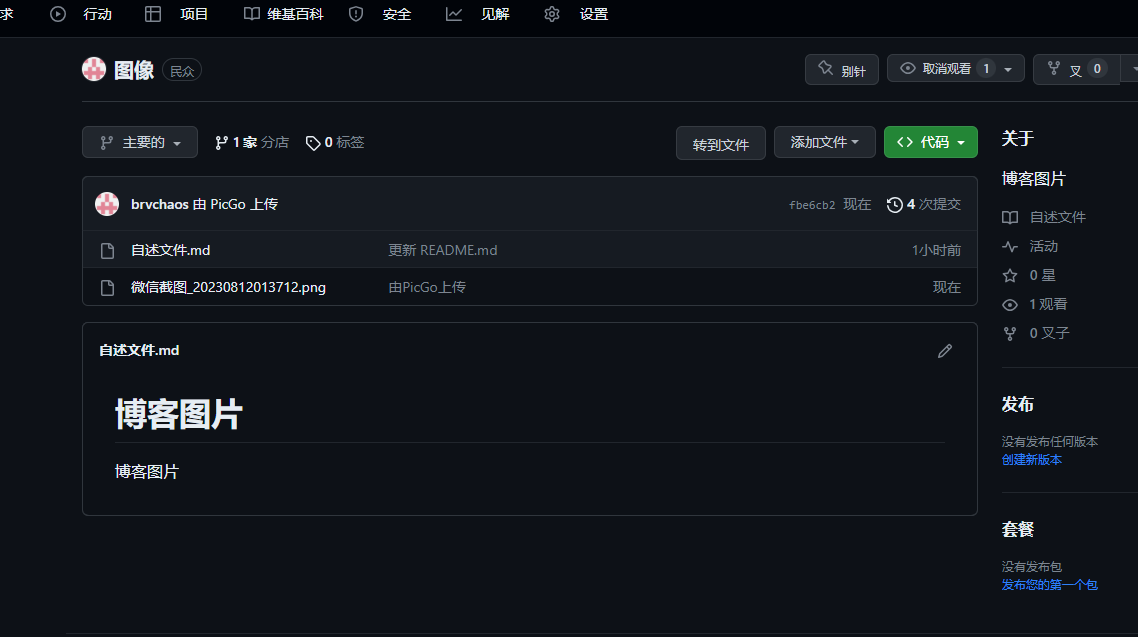 求 行动 项目 维基百科 安全 见解 设置
图像 民众 别针 取消观看 1 叉 0
主要的 1 家 分店 0 标签 转到文件 添加文件 代码
brvchaos 由 PicGo 上传 fbe6cb2 现在 4 次提交
自述文件.md 更新 README.md 1小时前
微信截图_20230812013712.png 由PicGo上传 现在
自述文件.md
博客图片
博客图片
关于
博客图片
自述文件
活动
0 星
1 观看
0 叉子
发布
没有发布任何版本
创建新版本
套餐
没有发布包
发布您的第一个包